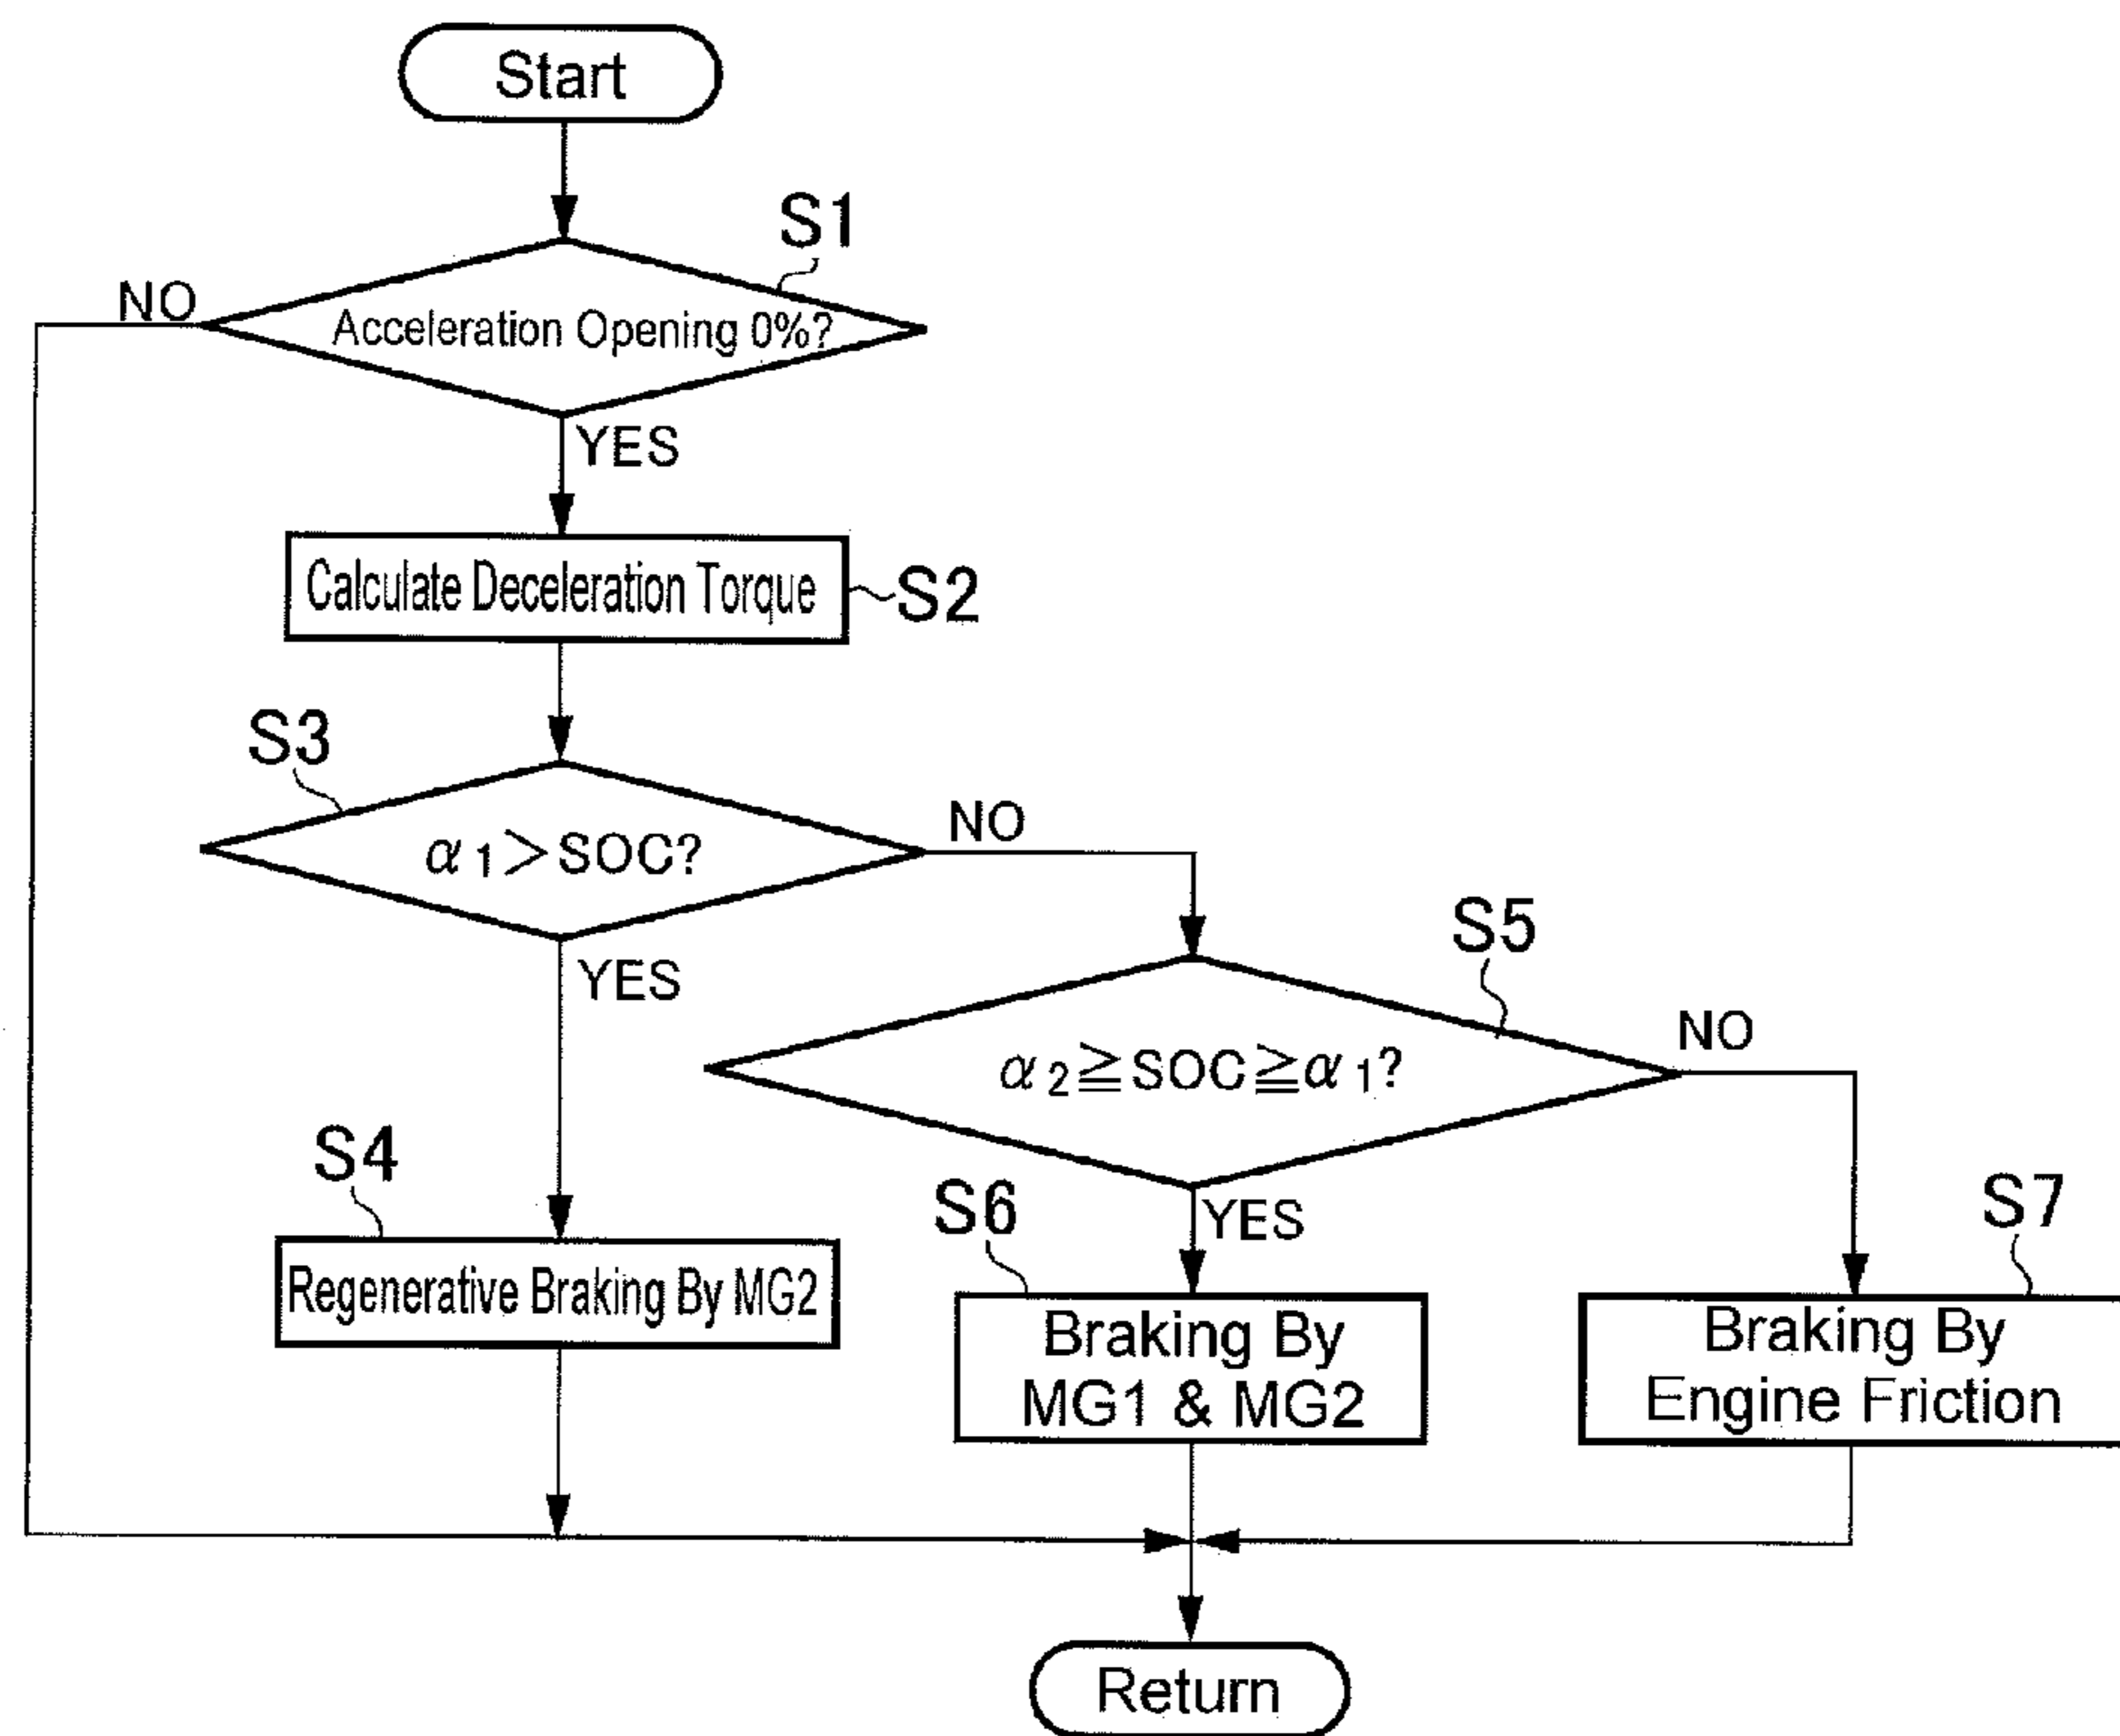 Start
S1
NO
Acceleration Opening 0%?
YES
Calculate Deceleration Torque
S2
S3
NO
α1>SOC?
YES
S5
NO
α2≧SOC≧α1?
S4
S6
YES
S7
Regenerative Braking By MG2
Braking By
MG1 & MG2
Braking By
Engine Friction
Return